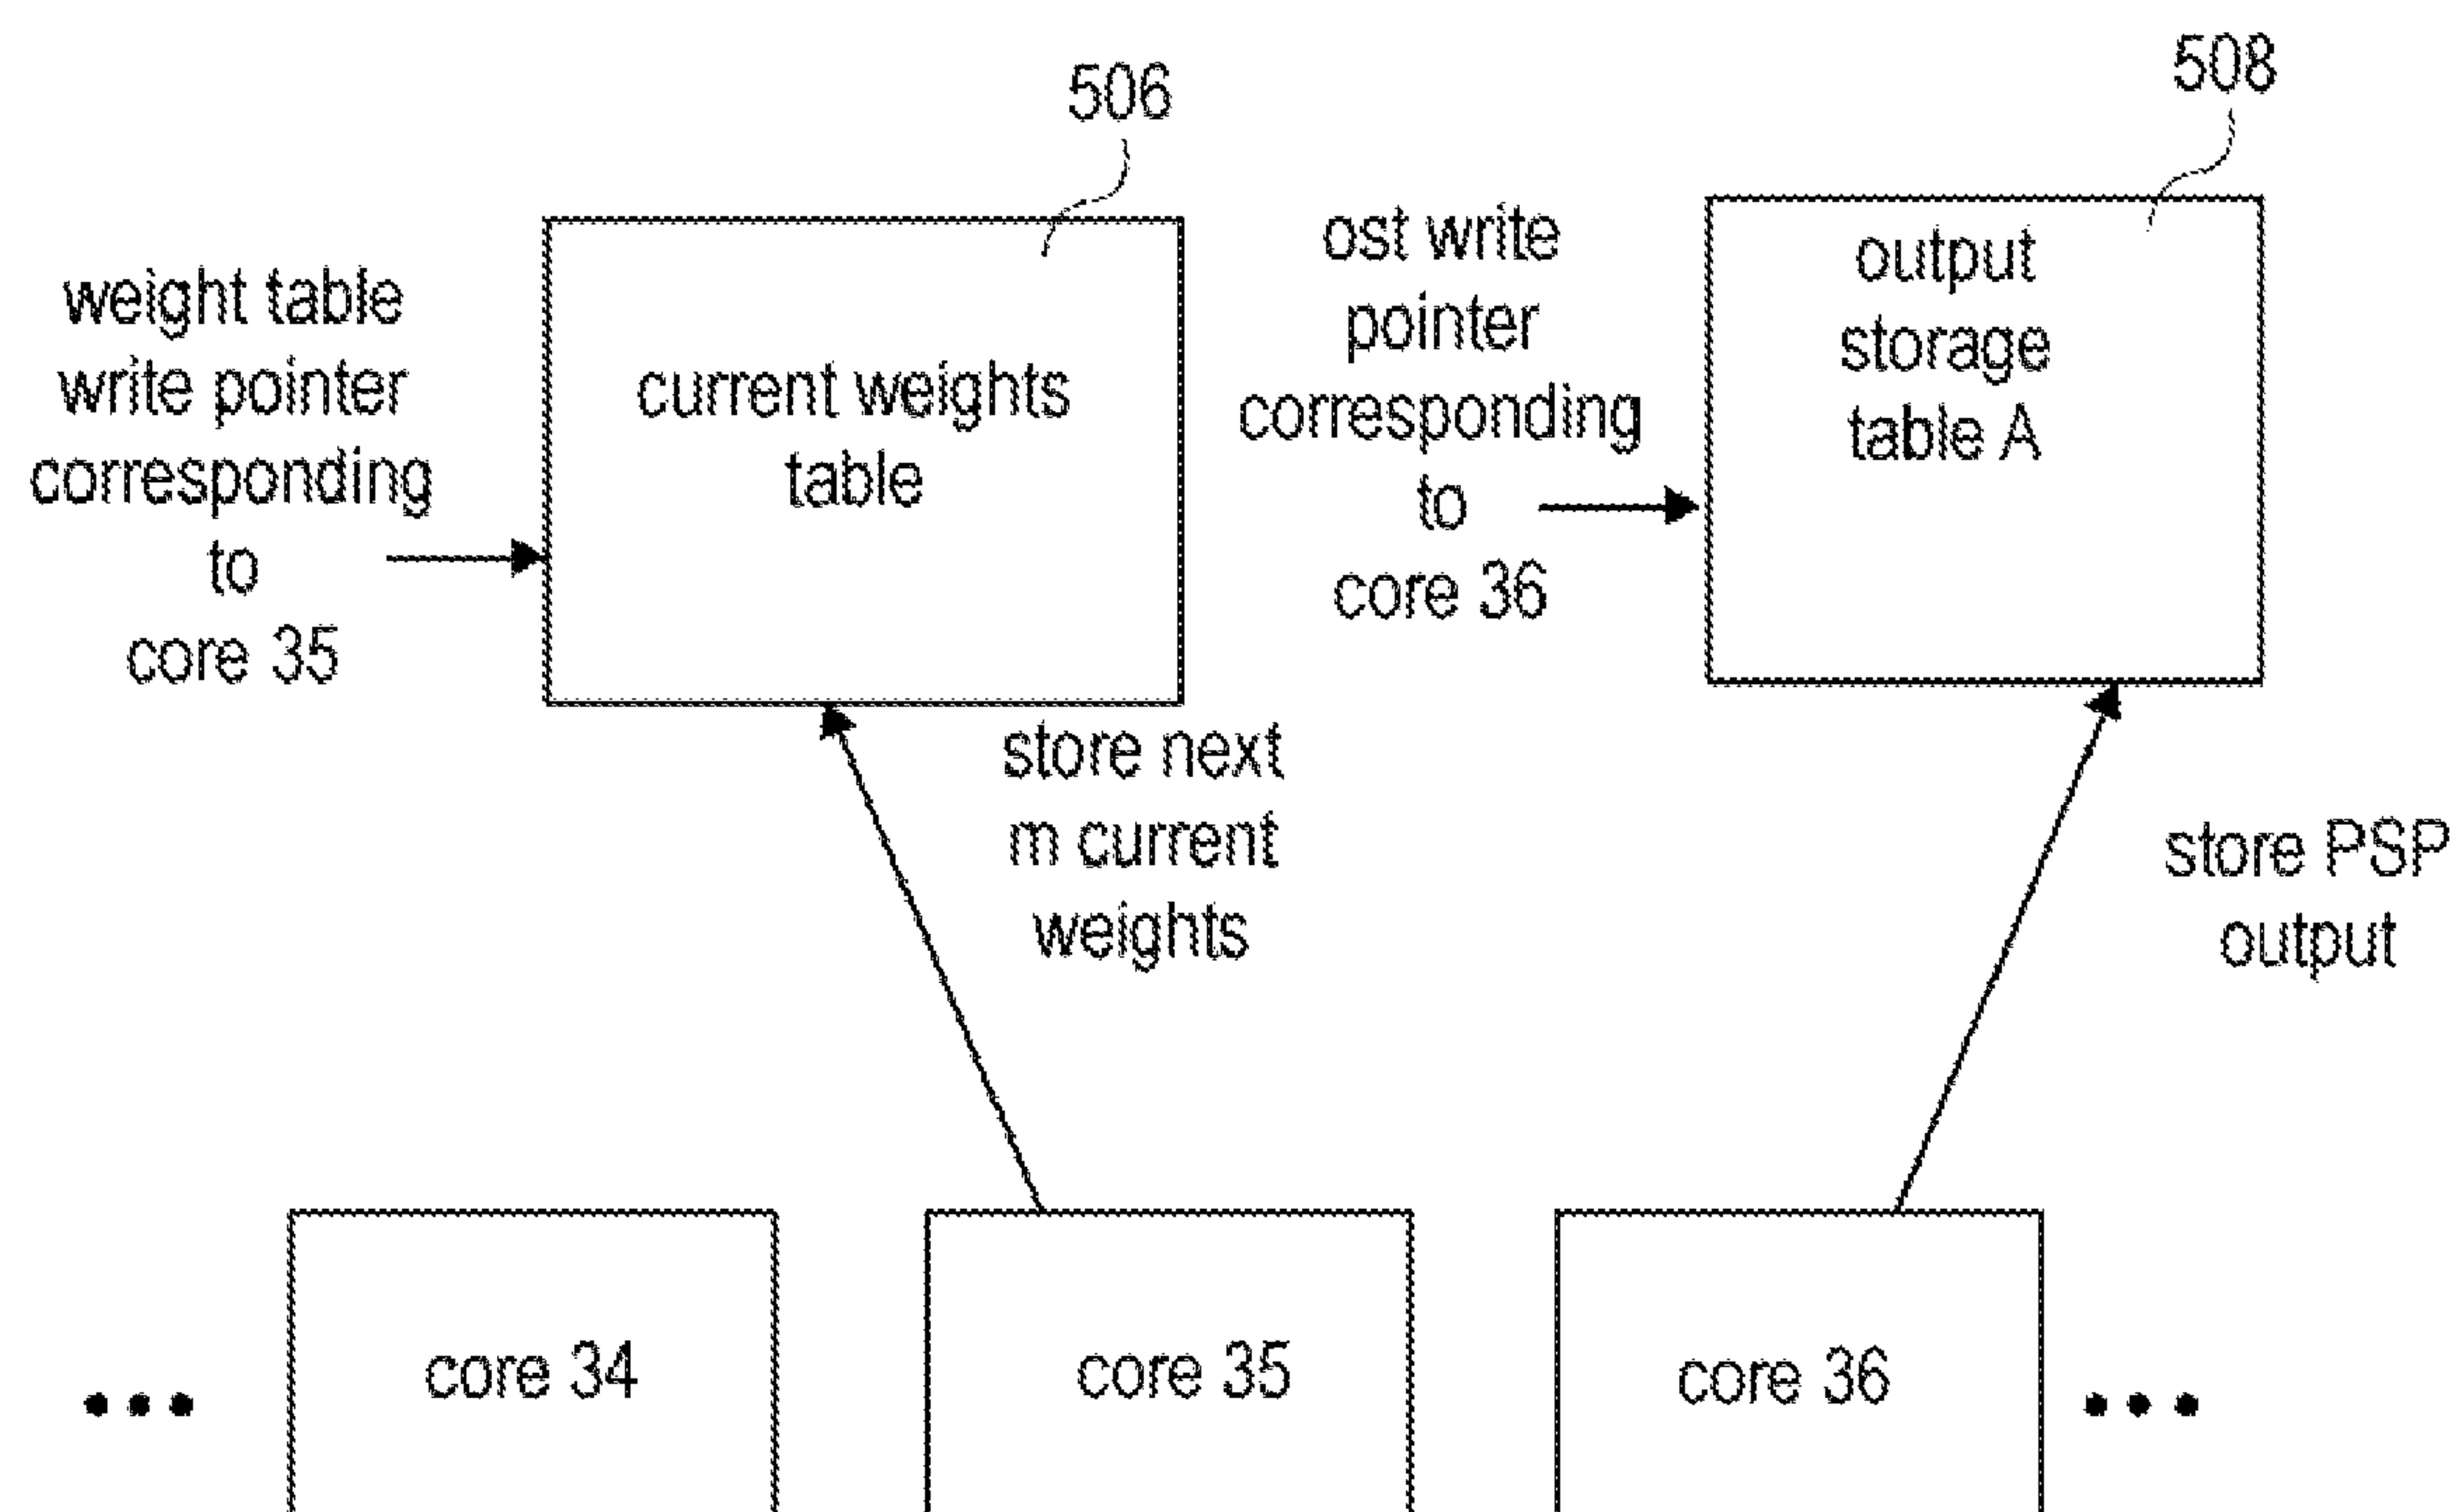 506
508
weight table
write pointer
corresponding
to
core 35
current weights
table
ost write
pointer
corresponding
to
core 36
output
storage
table A
store next
m current
weights
store PSP
output
•••
core 34
core 35
core 36
•••